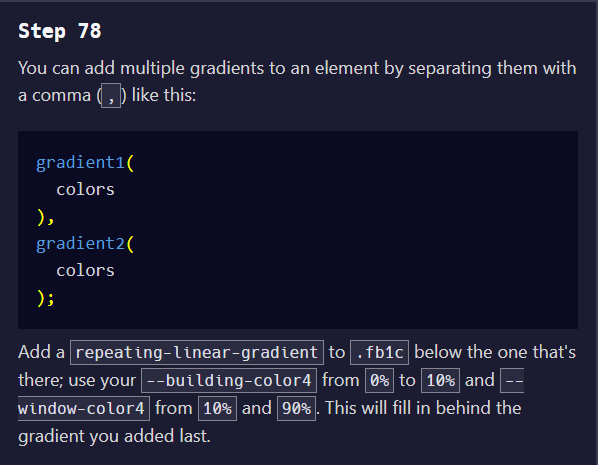 Step 78
You can add multiple gradients to an element by separating them with
a comma (,) like this:
gradient1(
  colors
),
gradient2(
  colors
);
Add a repeating-linear-gradient to .fb1c below the one that's
there; use your --building-color4 from 0% to 10% and --
window-color4 from 10% and 90%. This will fill in behind the
gradient you added last.